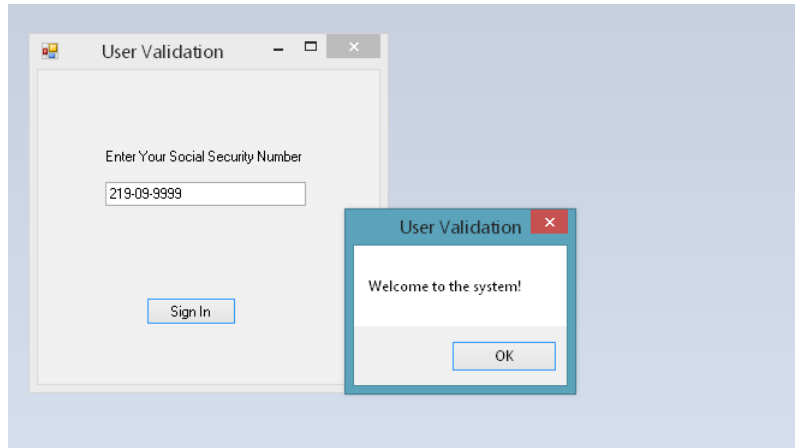 User Validation
Enter Your Social Security Number
219-09-9999
Sign In
User Validation
Welcome to the system!
OK